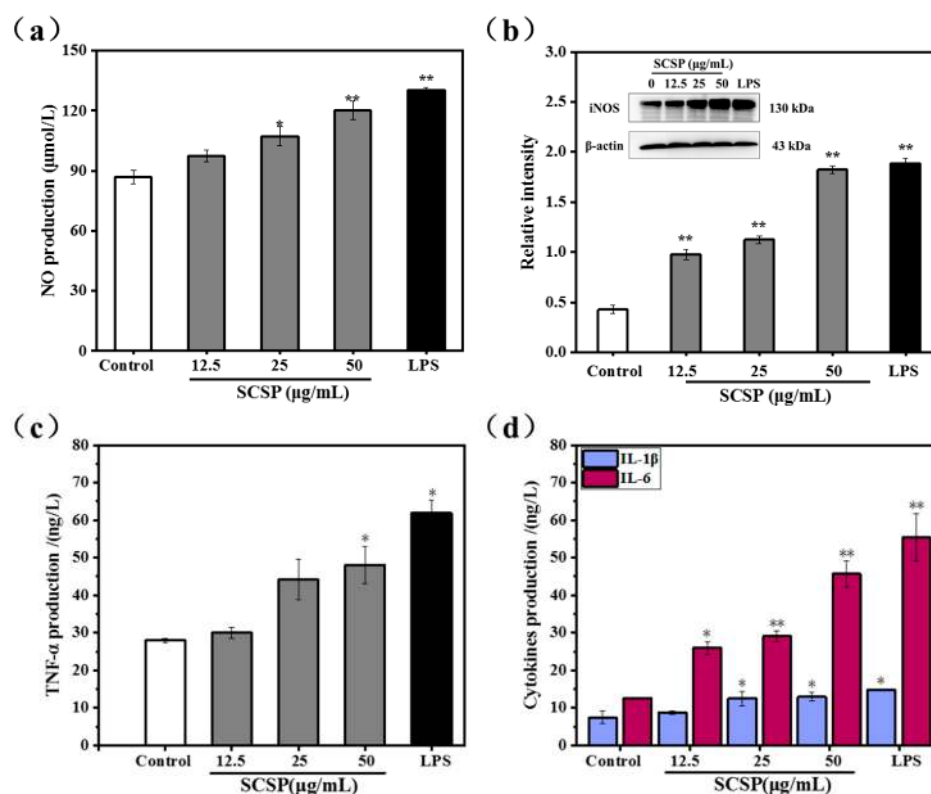 (a)
NO production (μmol/L)
150
120
90
60
30
0
*
**
**
Control
12.5
25
50
LPS
SCSP (μg/mL)
(b)
Relative intensity
3.0
2.5
2.0
1.5
1.0
0.5
0.0
SCSP (μg/mL)
0 12.5 25 50 LPS
iNOS
130 kDa
β-actin
43 kDa
**
**
**
**
Control
12.5
25
50
LPS
SCSP (μg/mL)
(c)
TNF-α production /(ng/L)
80
70
60
50
40
30
20
10
0
*
*
Control
12.5
25
50
LPS
SCSP(μg/mL)
(d)
Cytokines production /(ng/L)
80
70
60
50
40
30
20
10
0
IL-1β
IL-6
*
*
**
*
**
*
**
Control
12.5
25
50
LPS
SCSP(μg/mL)